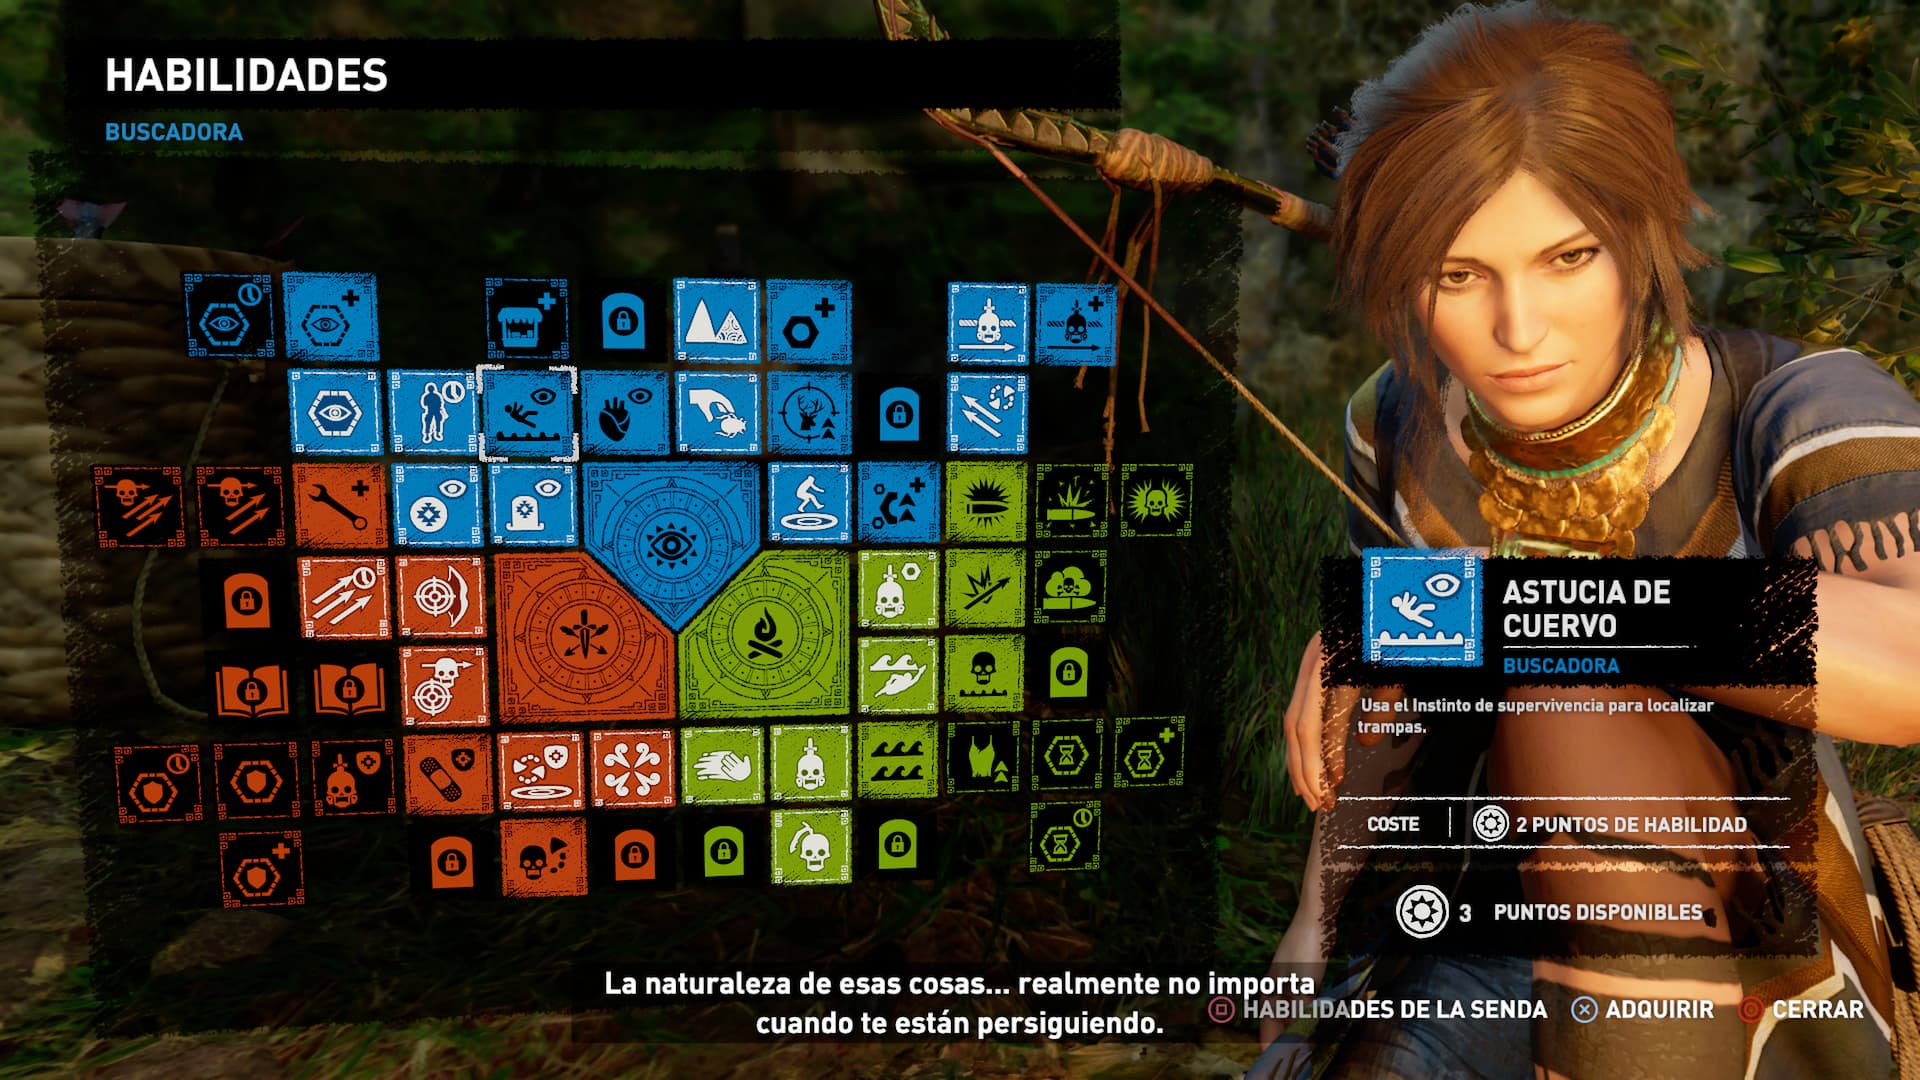 HABILIDADES
BUSCADORA
ASTUCIA DE
CUERVO
BUSCADORA
Usa el Instinto de supervivencia para localizar
trampas.
COSTE
2 PUNTOS DE HABILIDAD
3 PUNTOS DISPONIBLES
La naturaleza de esas cosas... realmente no importa
cuando te están persiguiendo.
HABILIDADES DE LA SENDA
ADQUIRIR
CERRAR